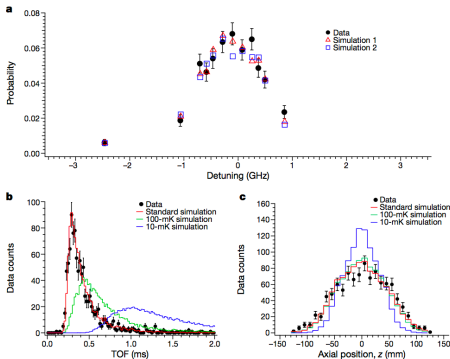 a
0.08
0.06
0.04
0.02
0.00
Probability
Data
Simulation 1
Simulation 2
−3 −2 −1 0 1 2 3
Detuning (GHz)
b
100
80
60
40
20
0
Data counts
Data
Standard simulation
100-mK simulation
10-mK simulation
0.0 0.5 1.0 1.5 2.0
TOF (ms)
c
160
140
120
100
80
60
40
20
0
Data counts
Data
Standard simulation
100-mK simulation
10-mK simulation
−150 −100 −50 0 50 100 150
Axial position, z (mm)